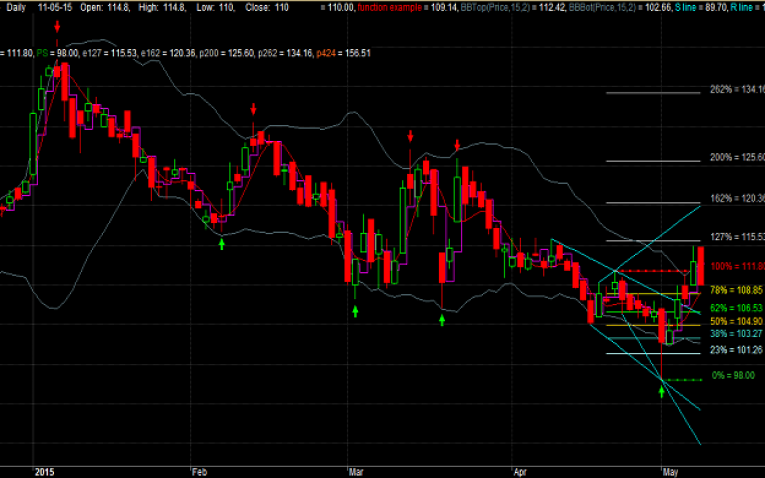 Daily 11-05-15 Open: 114.8, High: 114.8, Low: 110, Close: 110 = 110.00, function example = 109.14, BBTop(Price,15,2) = 112.42, BBBot(Price,15,2) = 102.66, S line = 89.70, R line =
= 111.80, PS = 98.00, e127 = 115.53, e162 = 120.36, p200 = 125.60, p262 = 134.16, p424 = 156.51
262% = 134.16
200% = 125.60
162% = 120.36
127% = 115.53
100% =
78% = 108.85
62% = 106.53
50% = 104.90
38% = 103.27
23% = 101.26
0% = 98.00
2015 Feb Mar Apr May